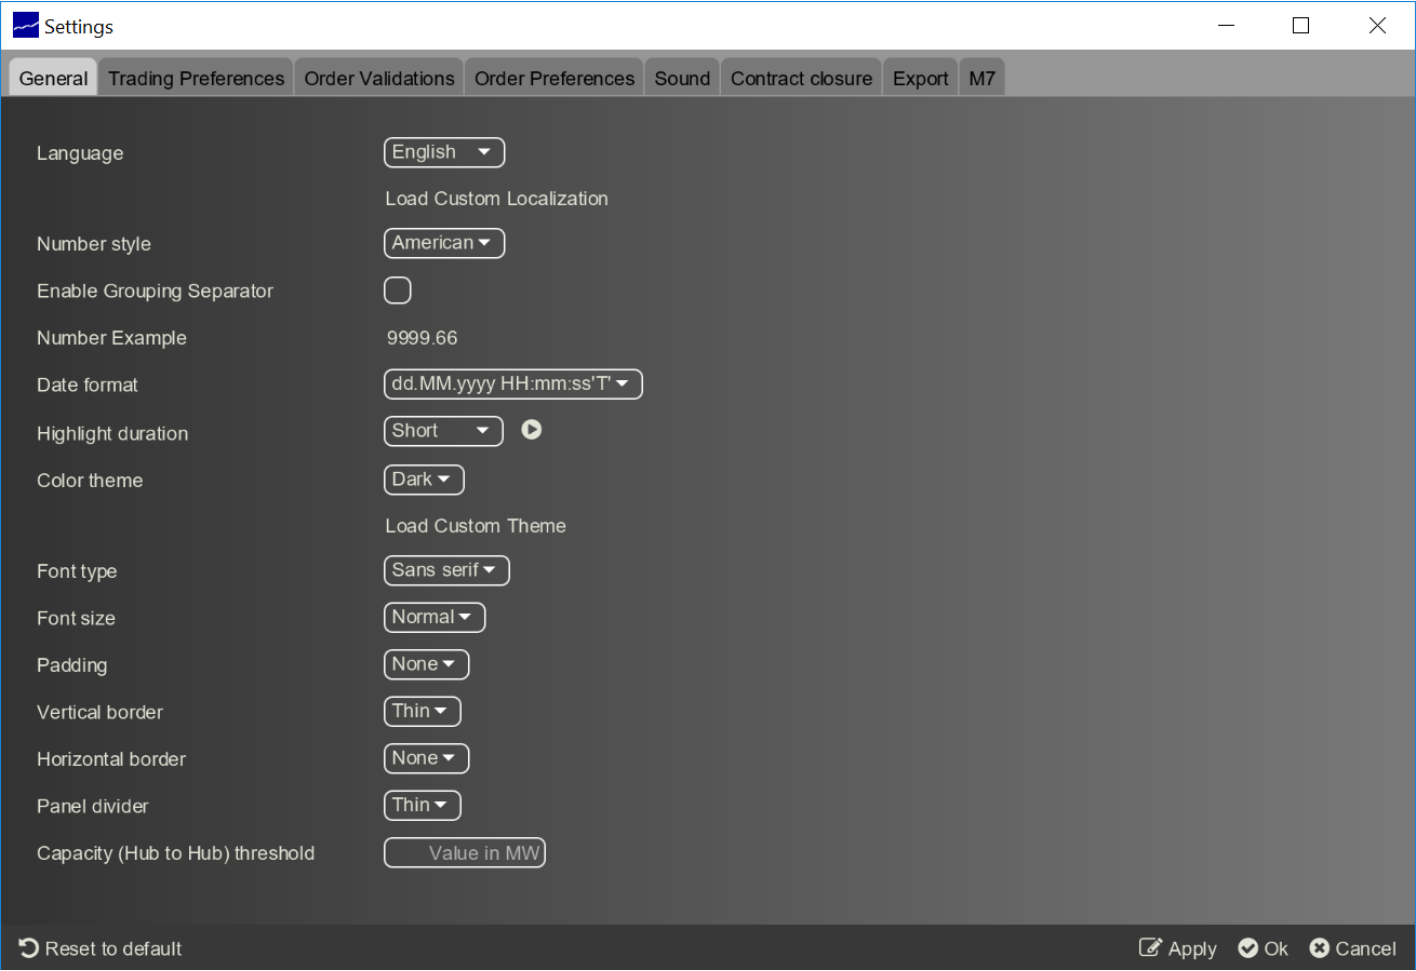 Settings
General Trading Preferences Order Validations Order Preferences Sound Contract closure Export M7
Language English
Load Custom Localization
Number style American
Enable Grouping Separator
Number Example 9999.66
Date format dd.MM.yyyy HH:mm:ss'T'
Highlight duration Short
Color theme Dark
Load Custom Theme
Font type Sans serif
Font size Normal
Padding None
Vertical border Thin
Horizontal border None
Panel divider Thin
Capacity (Hub to Hub) threshold Value in MW
Reset to default Apply Ok Cancel